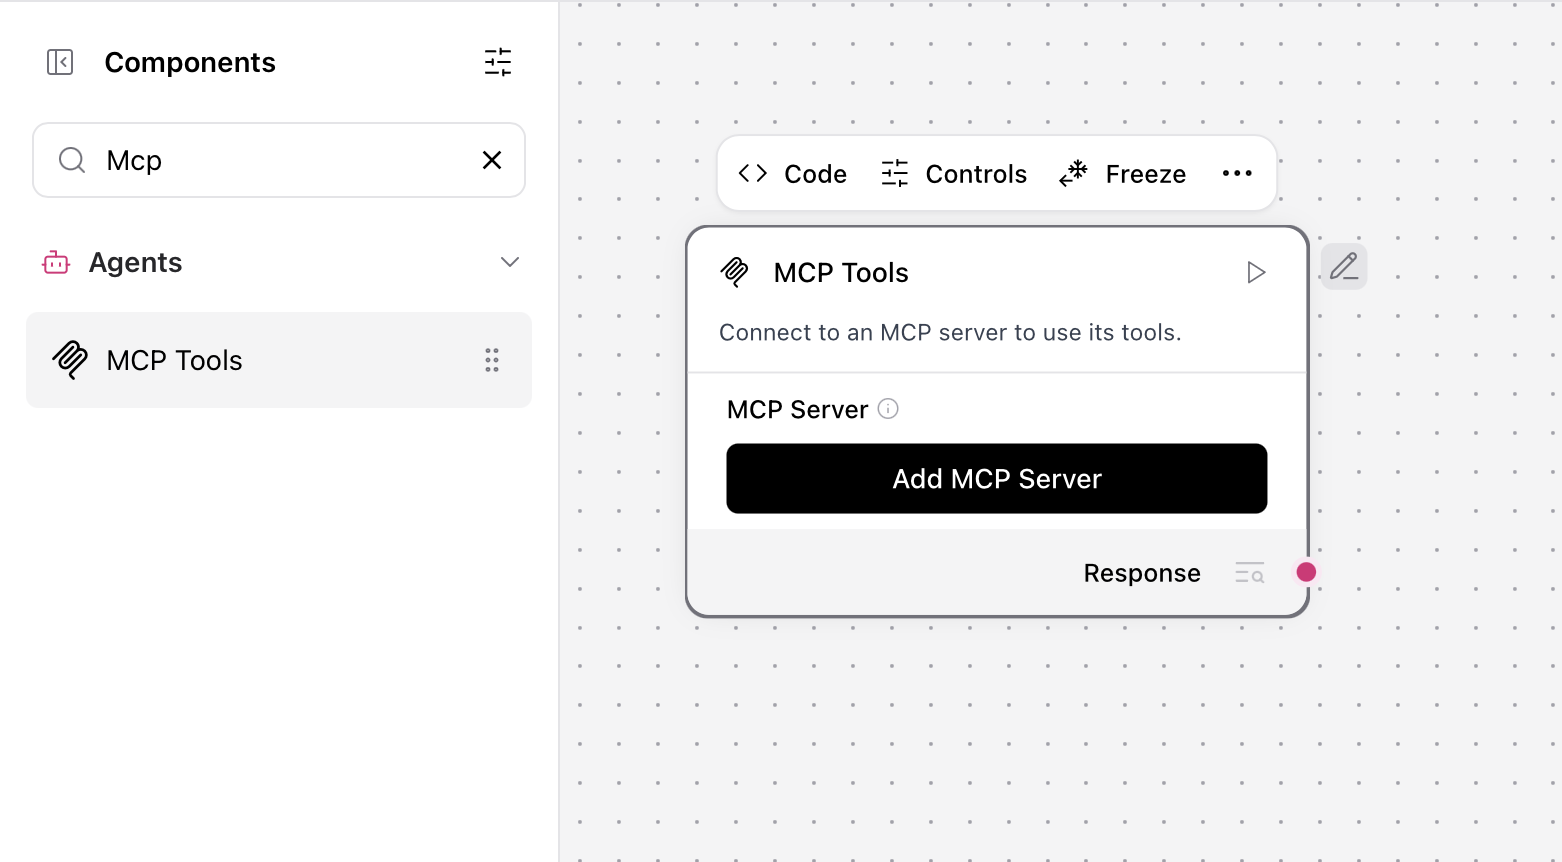 Components
Mcp
Agents
MCP Tools
Code Controls Freeze
MCP Tools
Connect to an MCP server to use its tools.
MCP Server
Add MCP Server
Response